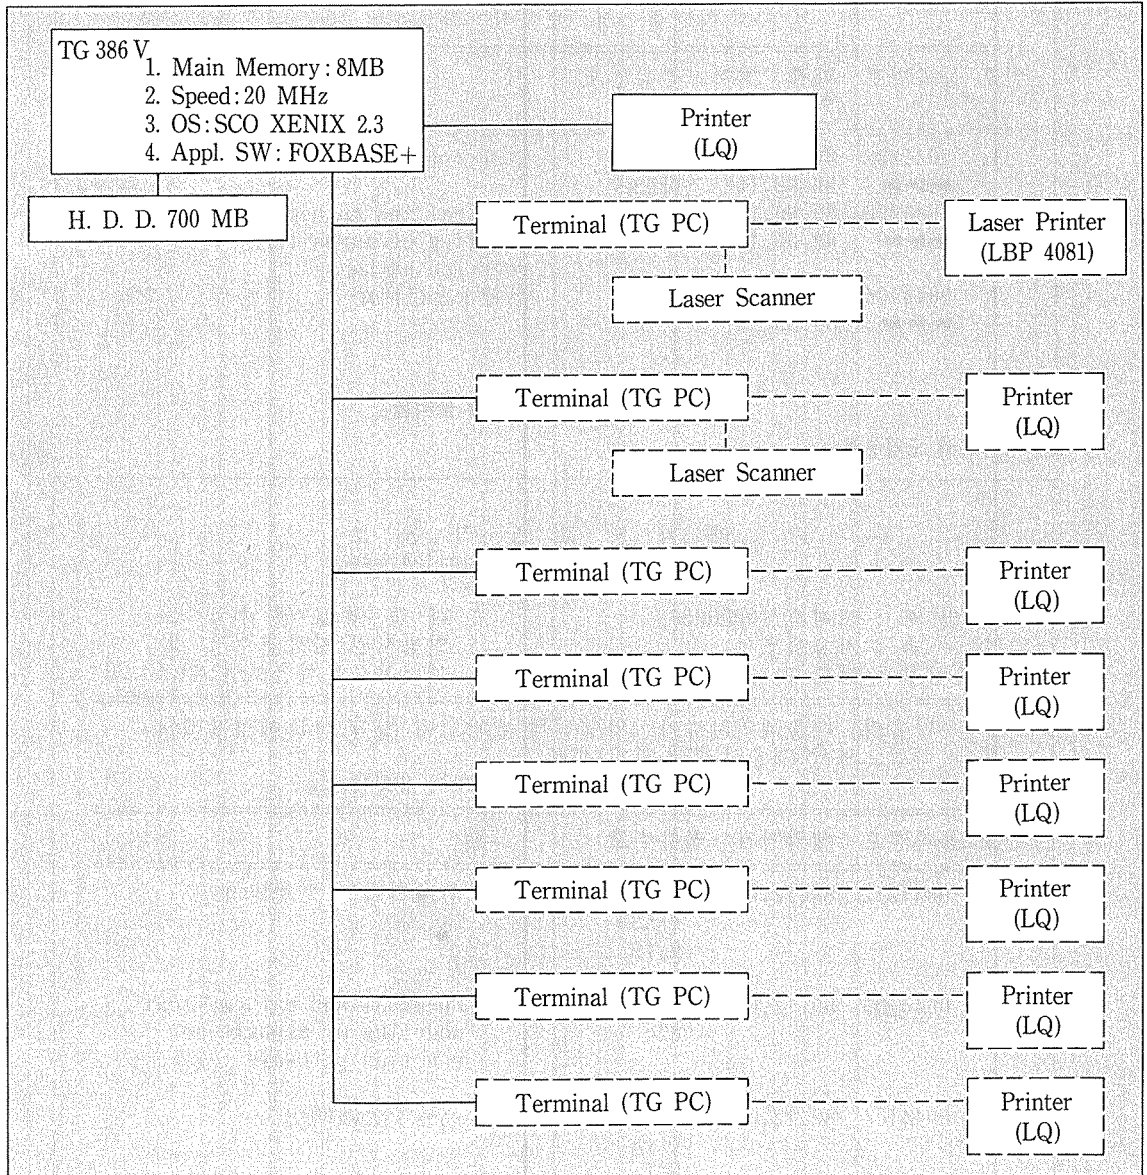 TG 386 V
1. Main Memory : 8MB
2. Speed : 20 MHz
3. OS : SCO XENIX 2.3
4. Appl. SW : FOXBASE+
H. D. D. 700 MB
Printer
(LQ)
Terminal (TG PC)
Laser Printer
(LBP 4081)
Laser Scanner
Terminal (TG PC)
Printer
(LQ)
Laser Scanner
Terminal (TG PC)
Printer
(LQ)
Terminal (TG PC)
Printer
(LQ)
Terminal (TG PC)
Printer
(LQ)
Terminal (TG PC)
Printer
(LQ)
Terminal (TG PC)
Printer
(LQ)
Terminal (TG PC)
Printer
(LQ)